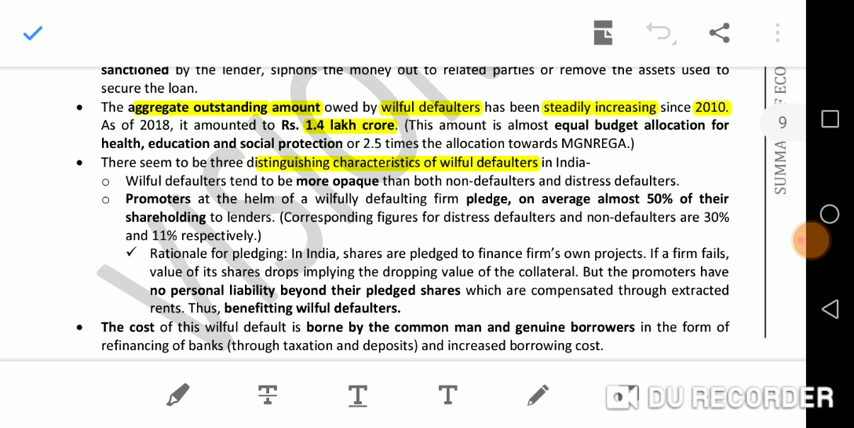 sanctioned by the lender, siphons the money out to related parties or remove the assets used to
secure the loan.
• The aggregate outstanding amount owed by wilful defaulters has been steadily increasing since 2010.
As of 2018, it amounted to Rs. 1.4 lakh crore. (This amount is almost equal budget allocation for
health, education and social protection or 2.5 times the allocation towards MGNREGA.)
• There seem to be three distinguishing characteristics of wilful defaulters in India-
o Wilful defaulters tend to be more opaque than both non-defaulters and distress defaulters.
o Promoters at the helm of a wilfully defaulting firm pledge, on average almost 50% of their
shareholding to lenders. (Corresponding figures for distress defaulters and non-defaulters are 30%
and 11% respectively.)
✓ Rationale for pledging: In India, shares are pledged to finance firm's own projects. If a firm fails,
value of its shares drops implying the dropping value of the collateral. But the promoters have
no personal liability beyond their pledged shares which are compensated through extracted
rents. Thus, benefitting wilful defaulters.
• The cost of this wilful default is borne by the common man and genuine borrowers in the form of
refinancing of banks (through taxation and deposits) and increased borrowing cost.
9
SUMMA
F ECO
VISION
T
T
T
DU RECORDER